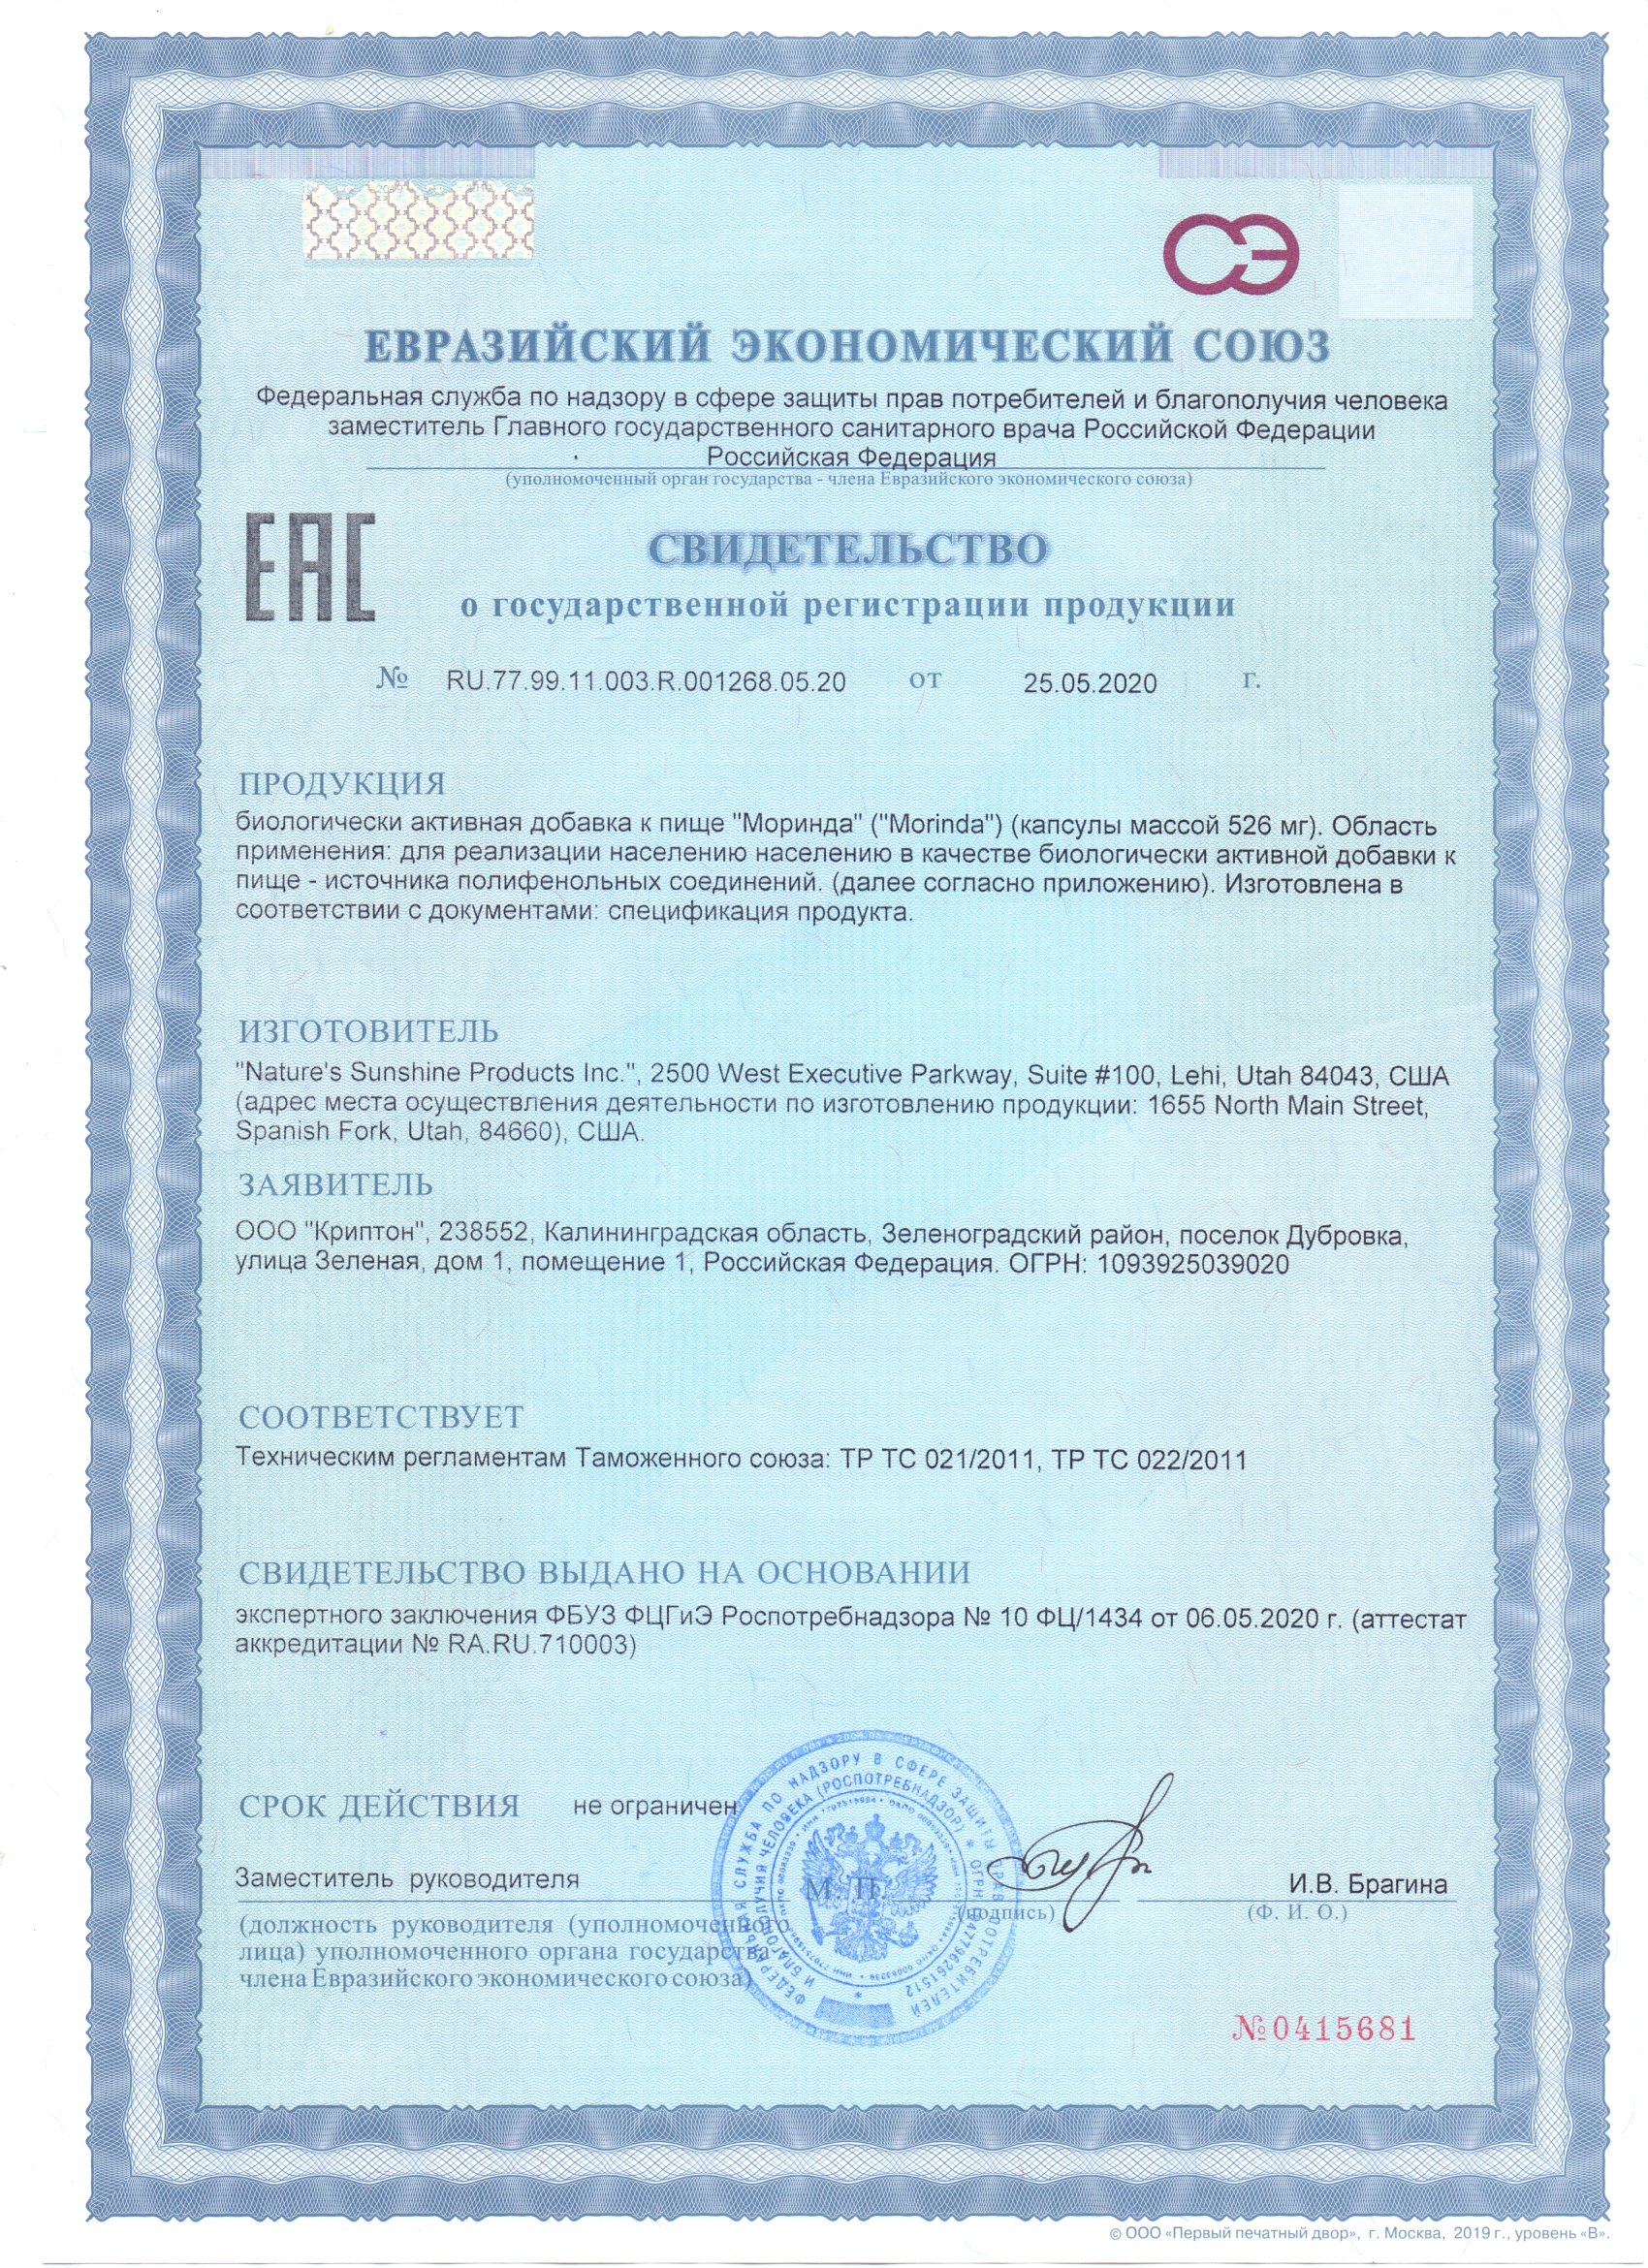 СЭ
ЕВРАЗИЙСКИЙ ЭКОНОМИЧЕСКИЙ СОЮЗ
Федеральная служба по надзору в сфере защиты прав потребителей и благополучия человека
заместитель Главного государственного санитарного врача Российской Федерации
Российская Федерация
(уполномоченный орган государства - члена Евразийского экономического союза)
ЕАС
СВИДЕТЕЛЬСТВО
о государственной регистрации продукции
№ RU.77.99.11.003.R.001268.05.20 от 25.05.2020 г.
ПРОДУКЦИЯ
биологически активная добавка к пище "Моринда" ("Morinda") (капсулы массой 526 мг). Область
применения: для реализации населению населению в качестве биологически активной добавки к
пище - источника полифенольных соединений. (далее согласно приложению). Изготовлена в
соответствии с документами: спецификация продукта.
ИЗГОТОВИТЕЛЬ
"Nature's Sunshine Products Inc.", 2500 West Executive Parkway, Suite #100, Lehi, Utah 84043, США
(адрес места осуществления деятельности по изготовлению продукции: 1655 North Main Street,
Spanish Fork, Utah, 84660), США.
ЗАЯВИТЕЛЬ
ООО "Криптон", 238552, Калининградская область, Зеленоградский район, поселок Дубровка,
улица Зеленая, дом 1, помещение 1, Российская Федерация. ОГРН: 1093925039020
СООТВЕТСТВУЕТ
Техническим регламентам Таможенного союза: ТР ТС 021/2011, ТР ТС 022/2011
СВИДЕТЕЛЬСТВО ВЫДАНО НА ОСНОВАНИИ
экспертного заключения ФБУЗ ФЦГиЭ Роспотребнадзора № 10 ФЦ/1434 от 06.05.2020 г. (аттестат
аккредитации № RA.RU.710003)
СРОК ДЕЙСТВИЯ не ограничен
Заместитель руководителя М. П. И.В. Брагина
(подпись) (Ф. И. О.)
(должность руководителя (уполномоченного
лица) уполномоченного органа государства
члена Евразийского экономического союза)
ФЕДЕРАЛЬНАЯ СЛУЖБА ПО НАДЗОРУ В СФЕРЕ ЗАЩИТЫ ПРАВ ПОТРЕБИТЕЛЕЙ
И БЛАГОПОЛУЧИЯ ЧЕЛОВЕКА (РОСПОТРЕБНАДЗОР) * ОГРН 1047796261512
№0415681
© ООО «Первый печатный двор», г. Москва, 2019 г., уровень «В».